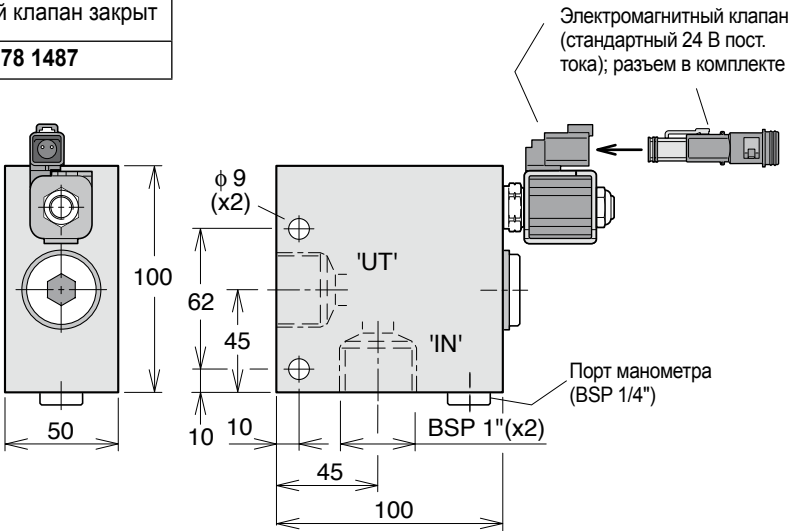 й клапан закрыт
78 1487
Электромагнитный клапан
(стандартный 24 В пост.
тока); разъем в комплекте
ϕ 9
(x2)
'UT'
100
62
45
'IN'
Порт манометра
(BSP 1/4")
50
10
10
BSP 1"(x2)
45
100